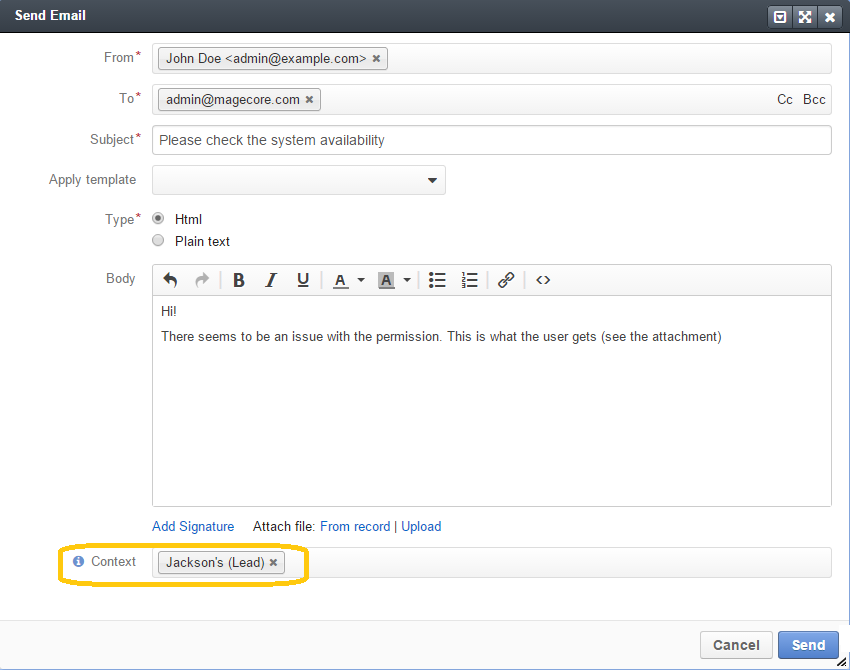 Send Email
From* John Doe <admin@example.com> ✖
To* admin@magecore.com ✖ Cc Bcc
Subject* Please check the system availability
Apply template
Type* Html
Plain text
Body
B I U A A <>
Hi!
There seems to be an issue with the permission. This is what the user gets (see the attachment)
Add Signature Attach file: From record | Upload
Context Jackson's (Lead) ✖
Cancel Send